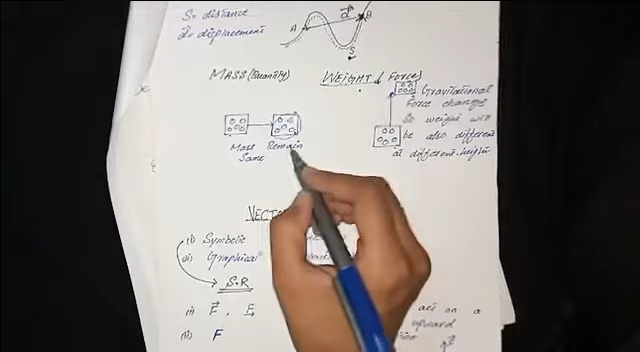 S = distance
d = displacement
A
d
B
S
MASS (Quantity)
WEIGHT (Force)
Gravitational
Force change
So weight will
be also different
at different height
Mass Remain
Same
(i) Symbolic
(ii) Graphical
S.R
(i) F, E,
(ii) F
act on a
upward